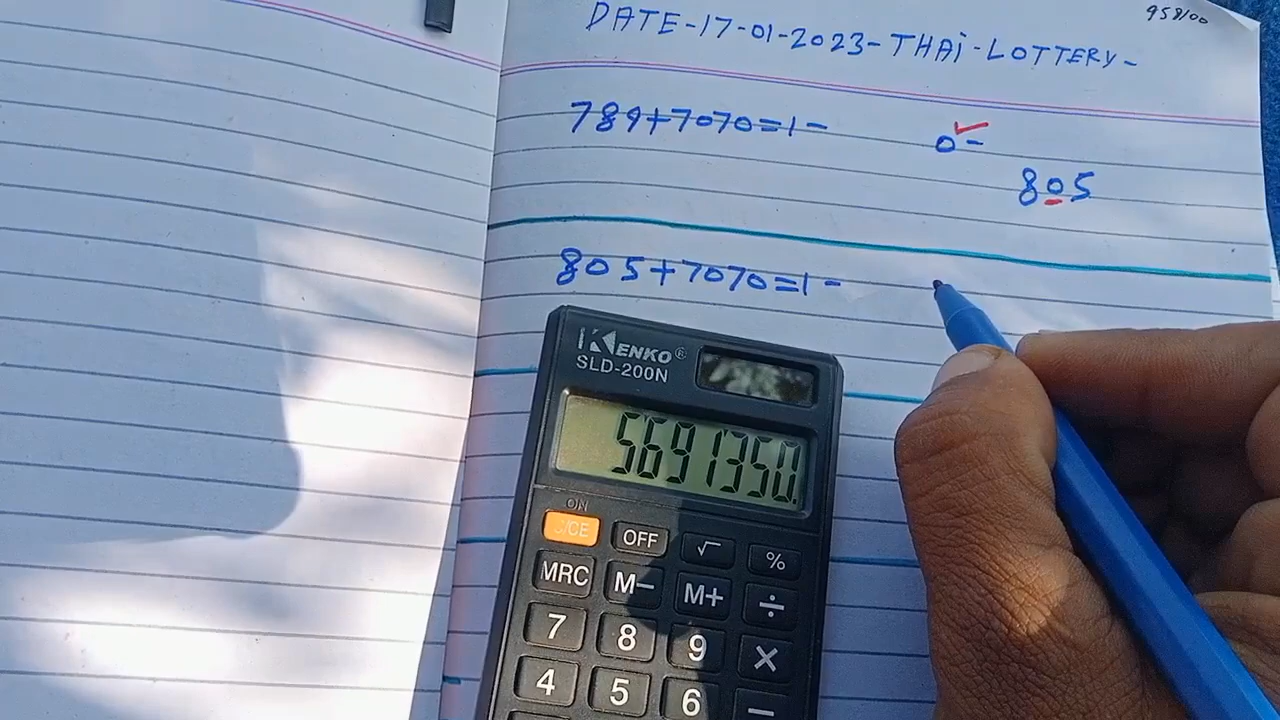 958100
DATE-17-01-2023-THAi-LOTTERY-
789+7070=1-
0-
805
805+7070=1-
KENKO®
SLD-200N
5691350.
ON
C/CE OFF √ %
MRC M− M+ ÷
7 8 9 ×
4 5 6 −